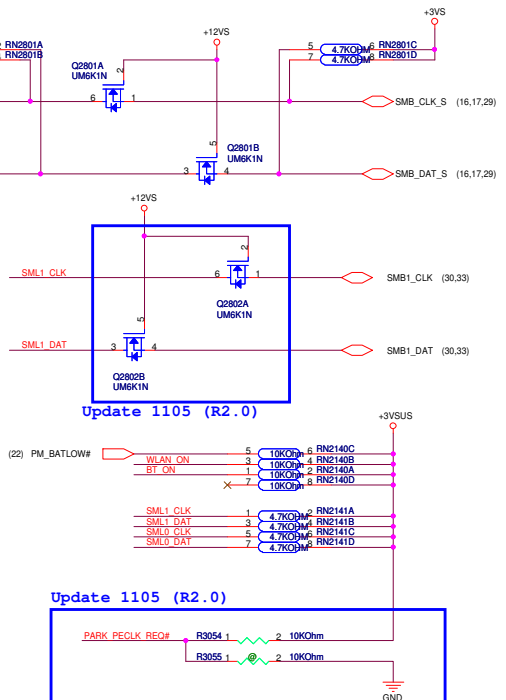 +3VS
+12VS
2 RN2801A
RN2801B
5 4.7KOHM 6 RN2801C
7 4.7KOHM 8 RN2801D
Q2801A
UM6K1N
2
6 1
SMB_CLK_S (16,17,29)
5
Q2801B
UM6K1N
3 4
SMB_DAT_S (16,17,29)
+12VS
2
SML1_CLK
6 1
SMB1_CLK (30,33)
Q2802A
UM6K1N
5
SML1_DAT
3 4
SMB1_DAT (30,33)
Q2802B
UM6K1N
Update 1105 (R2.0)
+3VSUS
(22) PM_BATLOW# 5 10KOhm 6 RN2140C
WLAN_ON 3 10KOhm 4 RN2140B
BT_ON 1 10KOhm 2 RN2140A
7 10KOhm 8 RN2140D
SML1_CLK 1 4.7KOHM 2 RN2141A
SML1_DAT 3 4.7KOHM 4 RN2141B
SML0_CLK 5 4.7KOHM 6 RN2141C
SML0_DAT 7 4.7KOHM 8 RN2141D
Update 1105 (R2.0)
PARK_PECLK_REQ# R3054 1 2 10KOhm
R3055 1 @ 2 10KOhm
GND